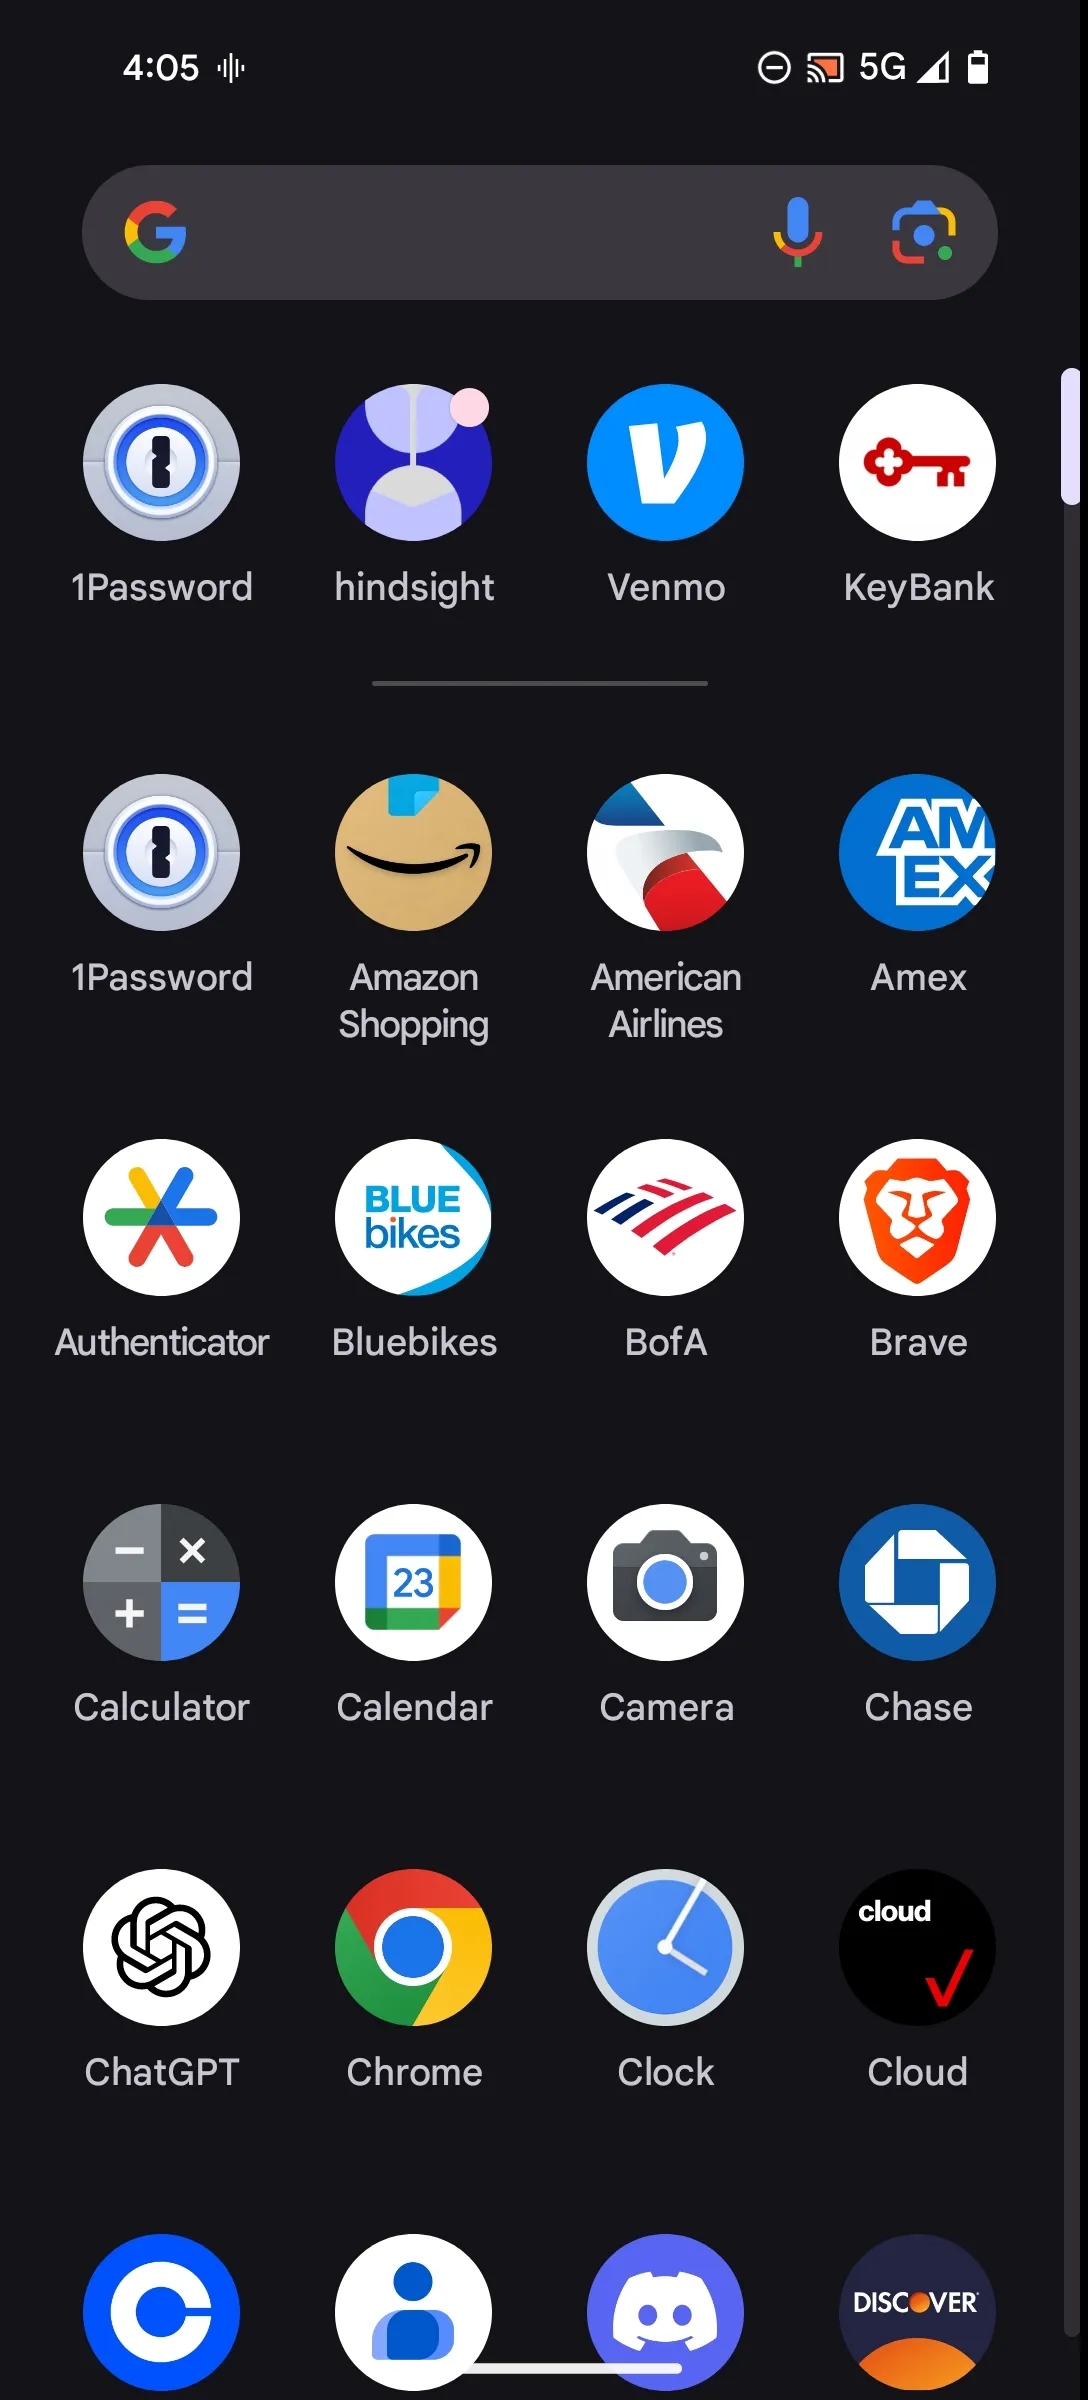 4:05 5G
1Password hindsight Venmo KeyBank
AM
EX
1Password Amazon Shopping American Airlines Amex
BLUE
bikes
Authenticator Bluebikes BofA Brave
23
Calculator Calendar Camera Chase
cloud
ChatGPT Chrome Clock Cloud
DISCOVER